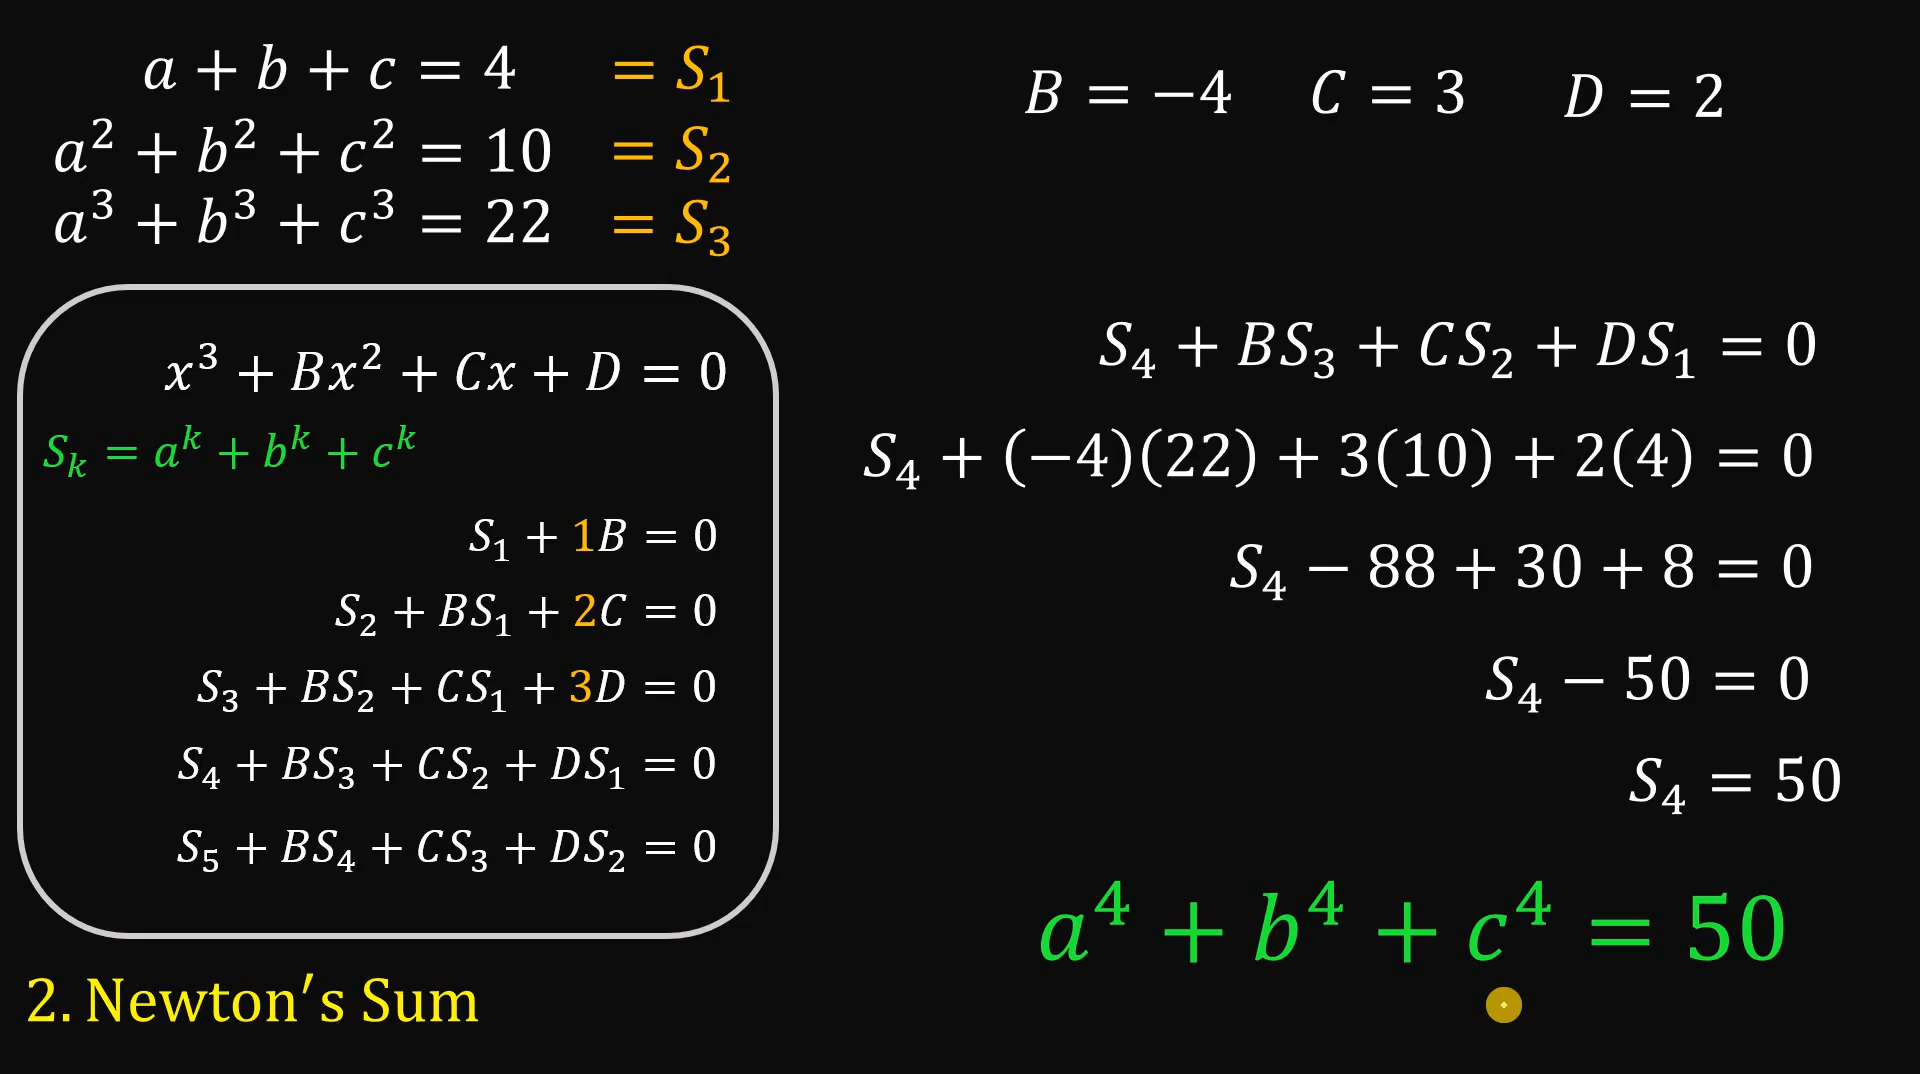 a + b + c = 4 = S₁
a² + b² + c² = 10 = S₂
a³ + b³ + c³ = 22 = S₃
x³ + Bx² + Cx + D = 0
Sₖ = aᵏ + bᵏ + cᵏ
S₁ + 1B = 0
S₂ + BS₁ + 2C = 0
S₃ + BS₂ + CS₁ + 3D = 0
S₄ + BS₃ + CS₂ + DS₁ = 0
S₅ + BS₄ + CS₃ + DS₂ = 0
2. Newton′s Sum
B = −4 C = 3 D = 2
S₄ + BS₃ + CS₂ + DS₁ = 0
S₄ + (−4)(22) + 3(10) + 2(4) = 0
S₄ − 88 + 30 + 8 = 0
S₄ − 50 = 0
S₄ = 50
a⁴ + b⁴ + c⁴ = 50